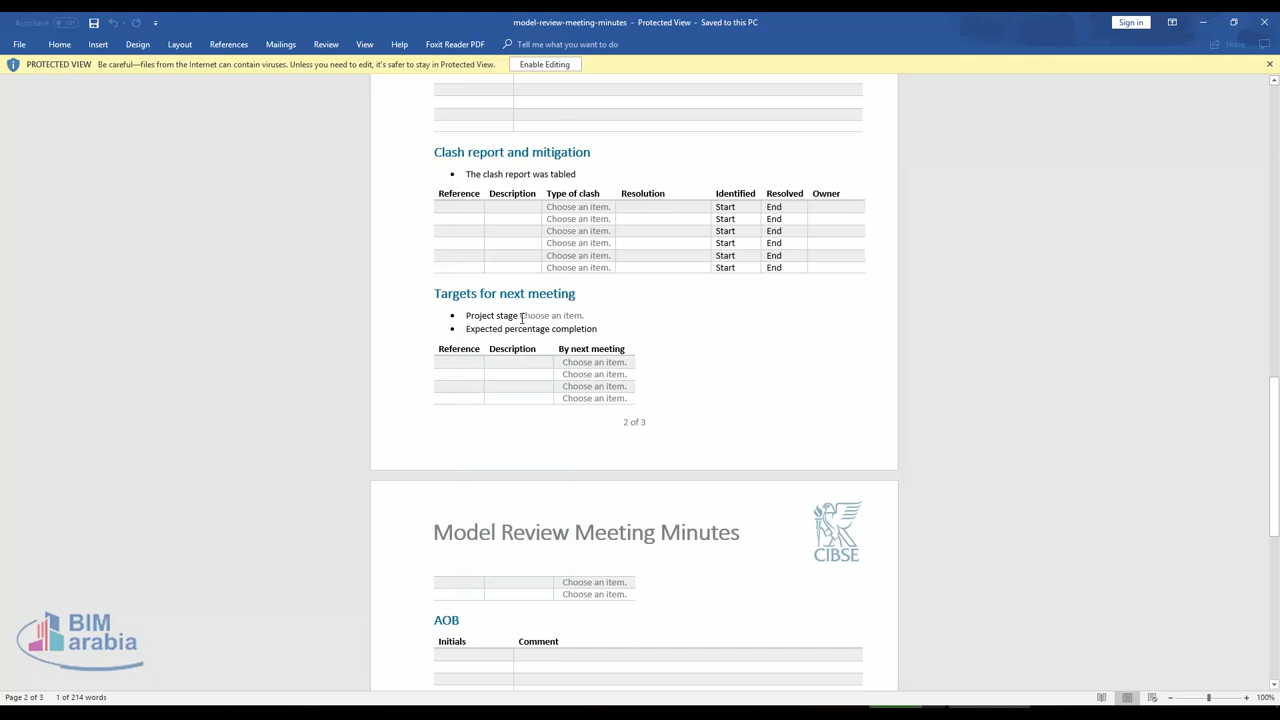 AutoSave Off
model-review-meeting-minutes - Protected View - Saved to this PC
Sign in
File Home Insert Design Layout References Mailings Review View Help Foxit Reader PDF Tell me what you want to do Share
PROTECTED VIEW Be careful—files from the Internet can contain viruses. Unless you need to edit, it's safer to stay in Protected View. Enable Editing
Clash report and mitigation
• The clash report was tabled
Reference Description Type of clash Resolution Identified Resolved Owner
Choose an item. Start End
Choose an item. Start End
Choose an item. Start End
Choose an item. Start End
Choose an item. Start End
Choose an item. Start End
Targets for next meeting
• Project stage Choose an item.
• Expected percentage completion
Reference Description By next meeting
Choose an item.
Choose an item.
Choose an item.
Choose an item.
2 of 3
Model Review Meeting Minutes
CIBSE
Choose an item.
Choose an item.
AOB
Initials Comment
BIM
arabia
Page 2 of 3 1 of 214 words 100%